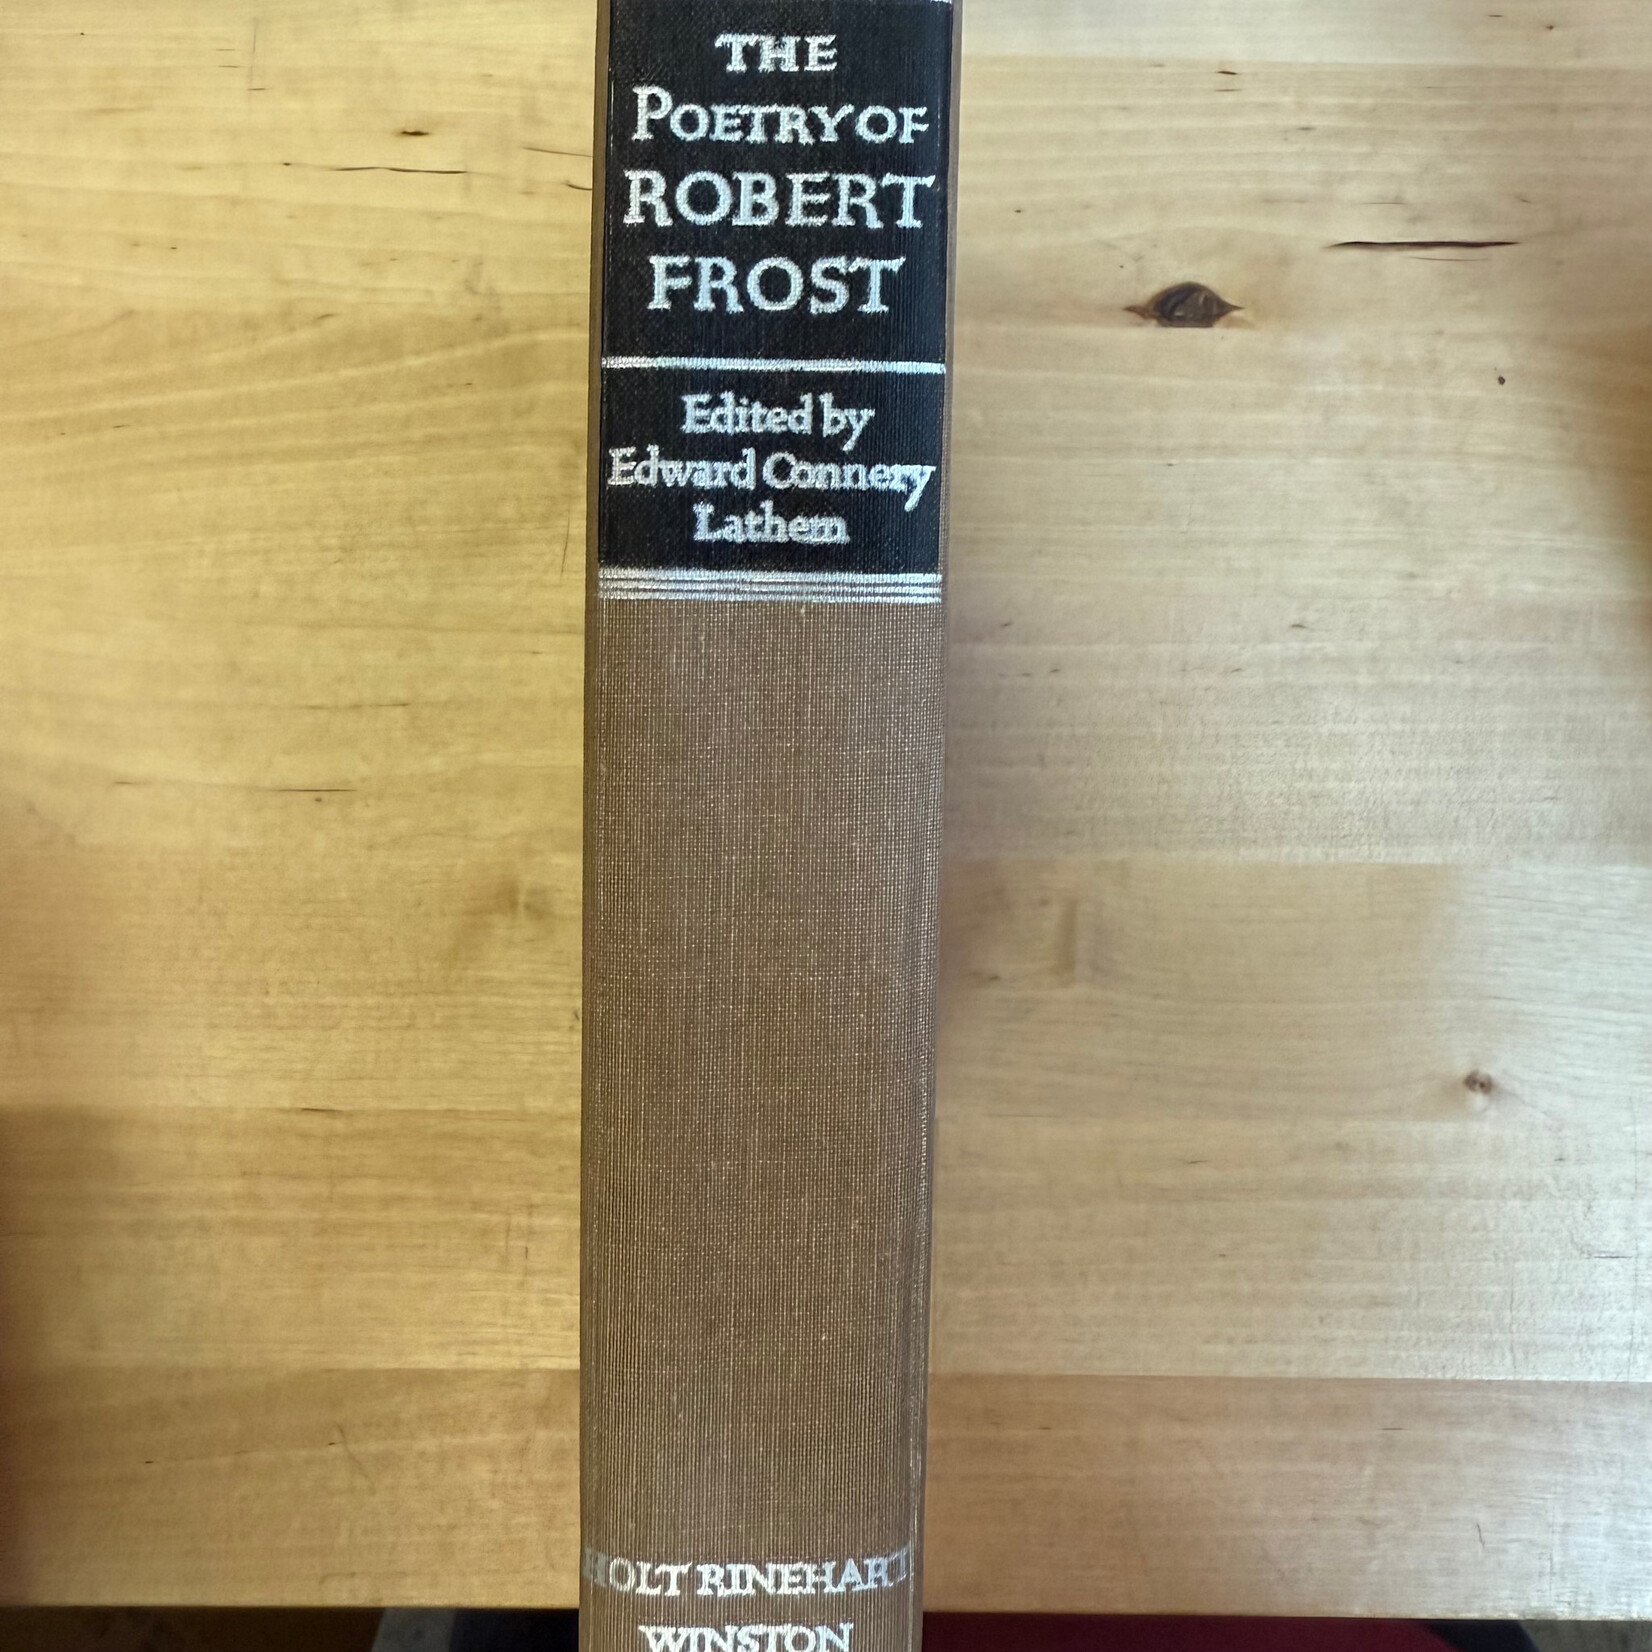 THE
POETRY OF
ROBERT
FROST
Edited by
Edward Connery
Lathem
HOLT RINEHART
WINSTON